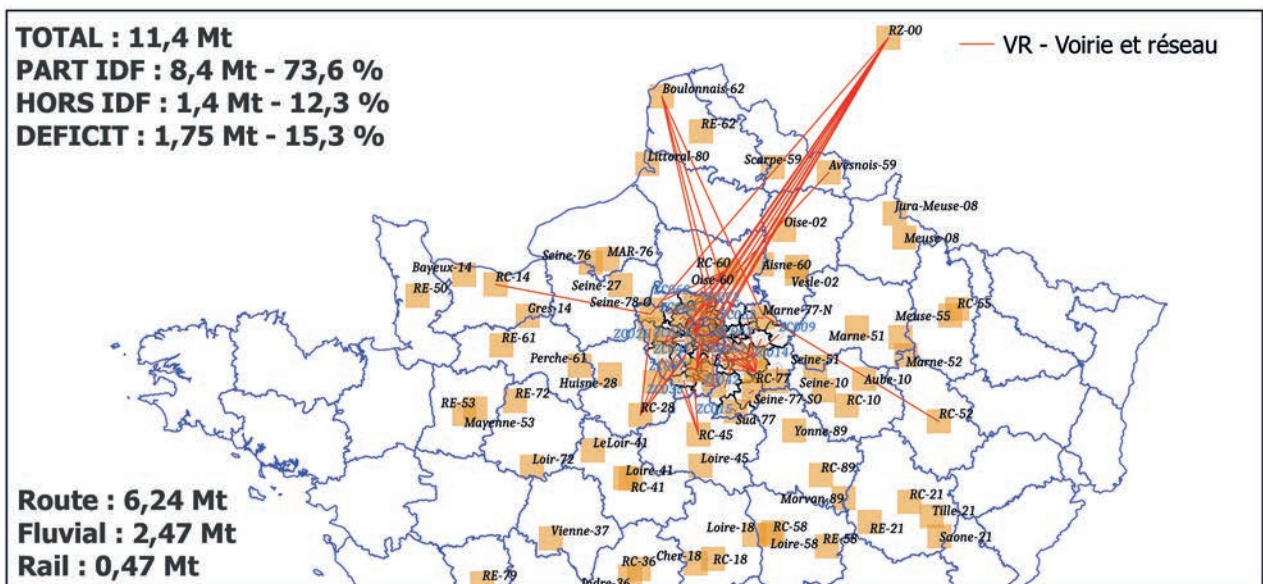 TOTAL : 11,4 Mt
PART IDF : 8,4 Mt - 73,6 %
HORS IDF : 1,4 Mt - 12,3 %
DEFICIT : 1,75 Mt - 15,3 %
RZ-00
VR - Voirie et réseau
Boulonnais-62
RE-62
Littoral-80
Scarpe-59
Avesnois-59
Jura-Meuse-08
Oise-02
Meuse-08
Seine-76
MAR-76
RC-60
Aisne-60
Bayeux-14
RC-14
Oise-60
Vesle-02
RE-50
Seine-27
Seine-78-O
Marne-77-N
RC-55
Gres-14
Meuse-55
ZC009
Marne-51
RE-61
Marne-52
Perche-61
Seine-51
Huisne-28
RC-77
Seine-10
Aube-10
RE-72
Seine-77-SO
RE-53
RC-28
RC-10
RC-52
Mayenne-53
ZC015
Sud-77
RC-45
Yonne-89
LeLoir-41
Loir-72
Loire-45
Loire-41
RC-89
RC-41
Morvan-89
RC-21
Route : 6,24 Mt
Tille-21
Loire-18
RC-58
RE-21
Fluvial : 2,47 Mt
Vienne-37
Loire-58
RE-58
Saone-21
Rail : 0,47 Mt
RC-36
Cher-18
RC-18
RE-79
Indre-36